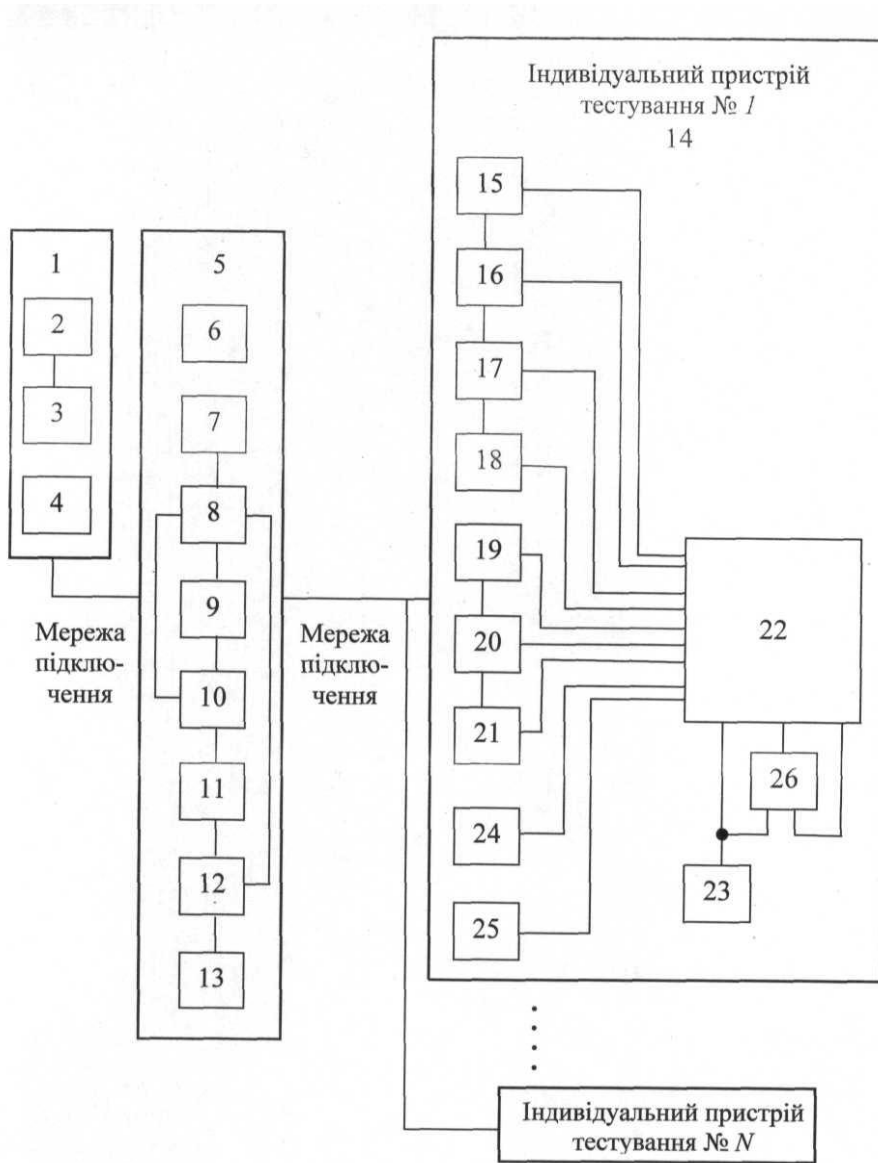 Індивідуальний пристрій
тестування № 1
14
15
16
17
18
19
20
21
22
24
25
26
23
1
2
3
4
5
6
7
8
9
10
11
12
13
Мережа
підклю-
чення
Мережа
підклю-
чення
Індивідуальний пристрій
тестування № N